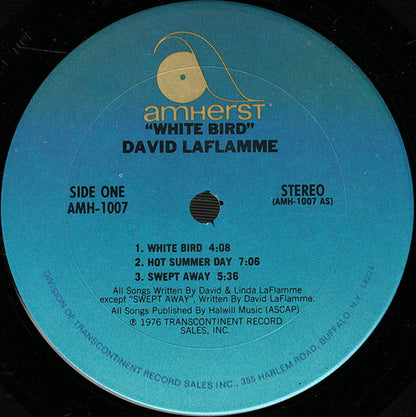 amherst
"WHITE BIRD"
DAVID LAFLAMME
SIDE ONE
AMH-1007
STEREO
(AMH-1007 AS)
1. WHITE BIRD 4:08
2. HOT SUMMER DAY 7:06
3. SWEPT AWAY 5:36
All Songs Written By David & Linda LaFlamme
except "SWEPT AWAY", Written By David LaFlamme.
All Songs Published By Halwill Music (ASCAP)
℗ 1976 TRANSCONTINENT RECORD
SALES, INC.
DIVISION OF TRANSCONTINENT RECORD SALES INC., 355 HARLEM ROAD, BUFFALO, N.Y. 14224